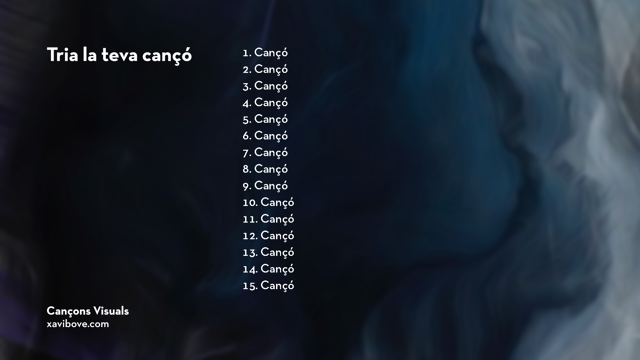 Tria la teva cançó
1. Cançó
2. Cançó
3. Cançó
4. Cançó
5. Cançó
6. Cançó
7. Cançó
8. Cançó
9. Cançó
10. Cançó
11. Cançó
12. Cançó
13. Cançó
14. Cançó
15. Cançó
Cançons Visuals
xavibove.com